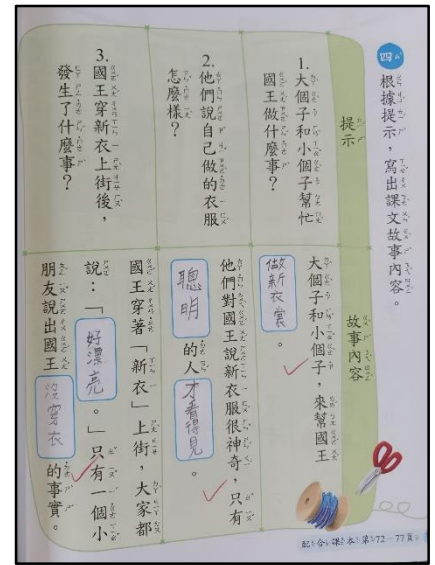 四、根據提示，寫出課文故事內容。
提示
故事內容
1.大個子和小個子幫忙
國王做什麼事？
大個子和小個子，來幫國王
做新衣裳。
2.他們說自己做的衣服
怎麼樣？
他們對國王說新衣服很神奇，只有
聰明的人才看得見。
3.國王穿新衣上街後，
發生了什麼事？
國王穿著「新衣」上街，大家都
說：「好漂亮。」只有一個小
朋友說出國王沒穿衣的事實。
配合課本第72－77頁